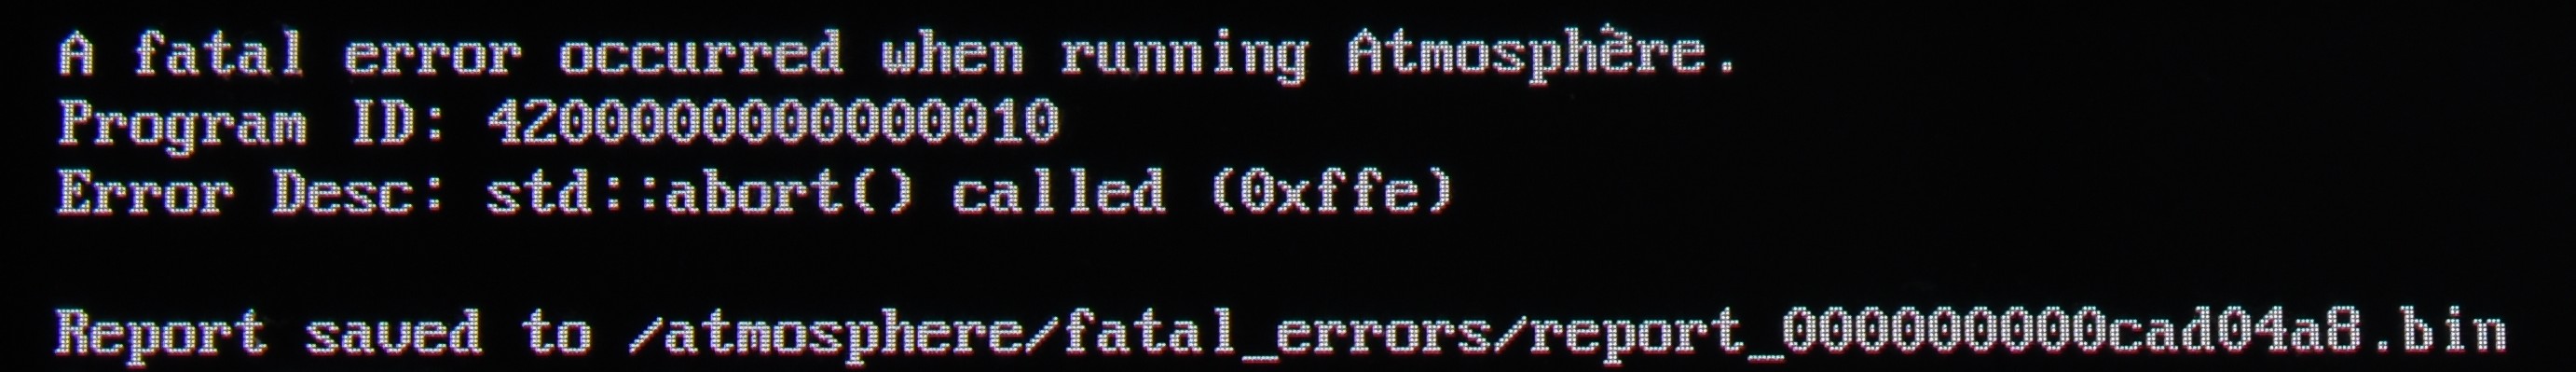 A fatal error occurred when running Atmosphère.
Program ID: 4200000000000010
Error Desc: std::abort() called (0xffe)
Report saved to /atmosphere/fatal_errors/report_000000000cad04a8.bin